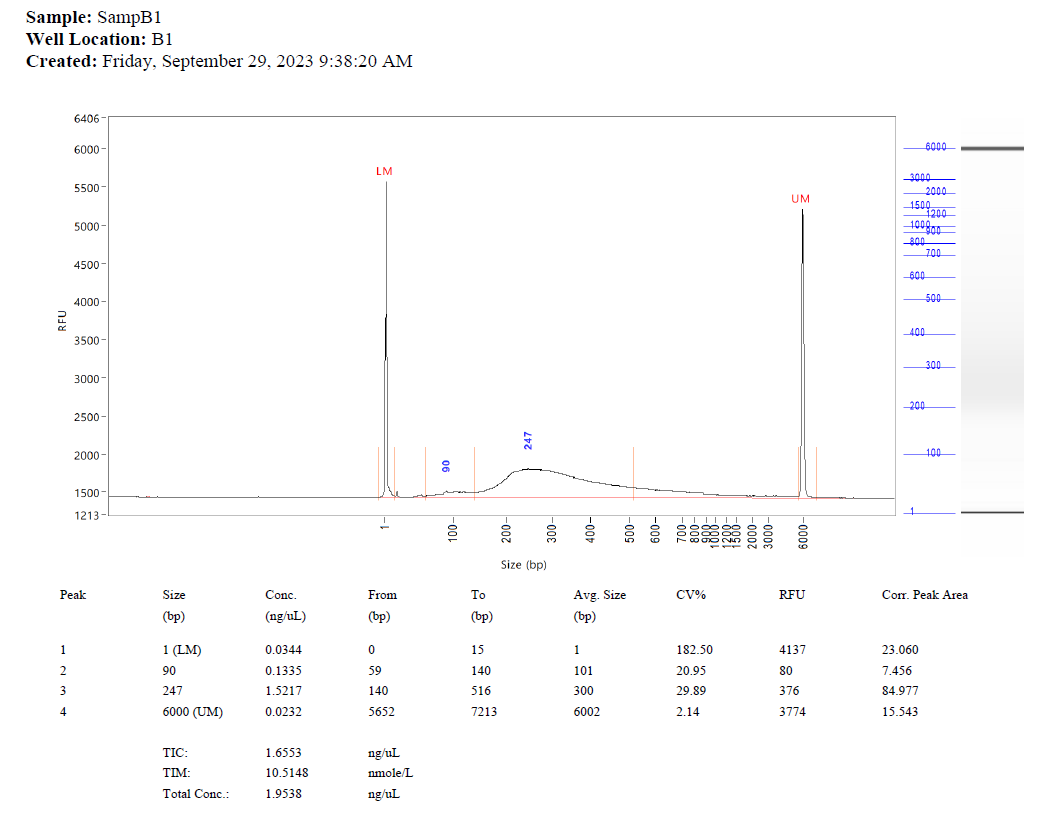 Sample: SampB1
Well Location: B1
Created: Friday, September 29, 2023 9:38:20 AM
6406
6000
5500
5000
4500
4000
3500
3000
2500
2000
1500
1213
RFU
LM
UM
90
247
1
100
200
300
400
500
600
700
800
900
1000
1200
1500
2000
3000
6000
Size (bp)
6000
3000
2000
1500
1200
1000
900
800
700
600
500
400
300
200
100
1
Peak Size Conc. From To Avg. Size CV% RFU Corr. Peak Area
(bp) (ng/uL) (bp) (bp) (bp)
1 1 (LM) 0.0344 0 15 1 182.50 4137 23.060
2 90 0.1335 59 140 101 20.95 80 7.456
3 247 1.5217 140 516 300 29.89 376 84.977
4 6000 (UM) 0.0232 5652 7213 6002 2.14 3774 15.543
TIC: 1.6553 ng/uL
TIM: 10.5148 nmole/L
Total Conc.: 1.9538 ng/uL